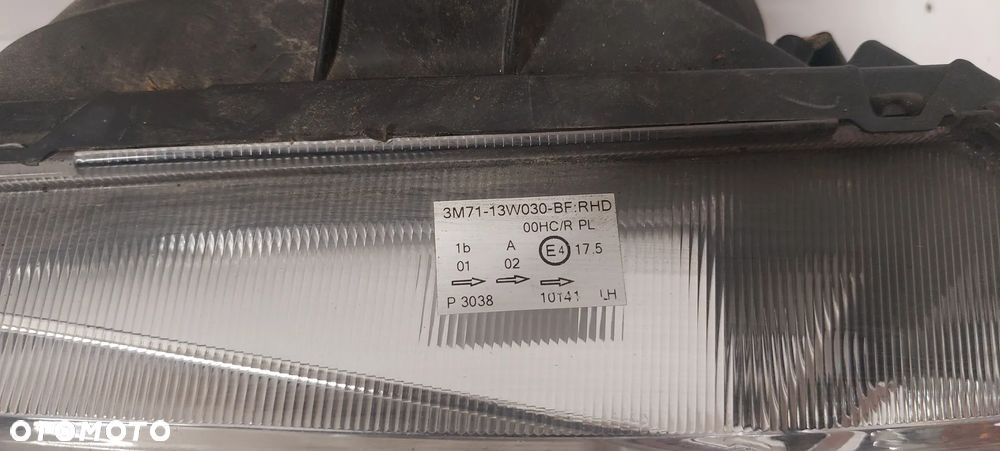 3M71-13W030-BF:RHD
00HC/R PL
1b A E4 17.5
01 02
P 3038 10141 LH
OTOMOTO